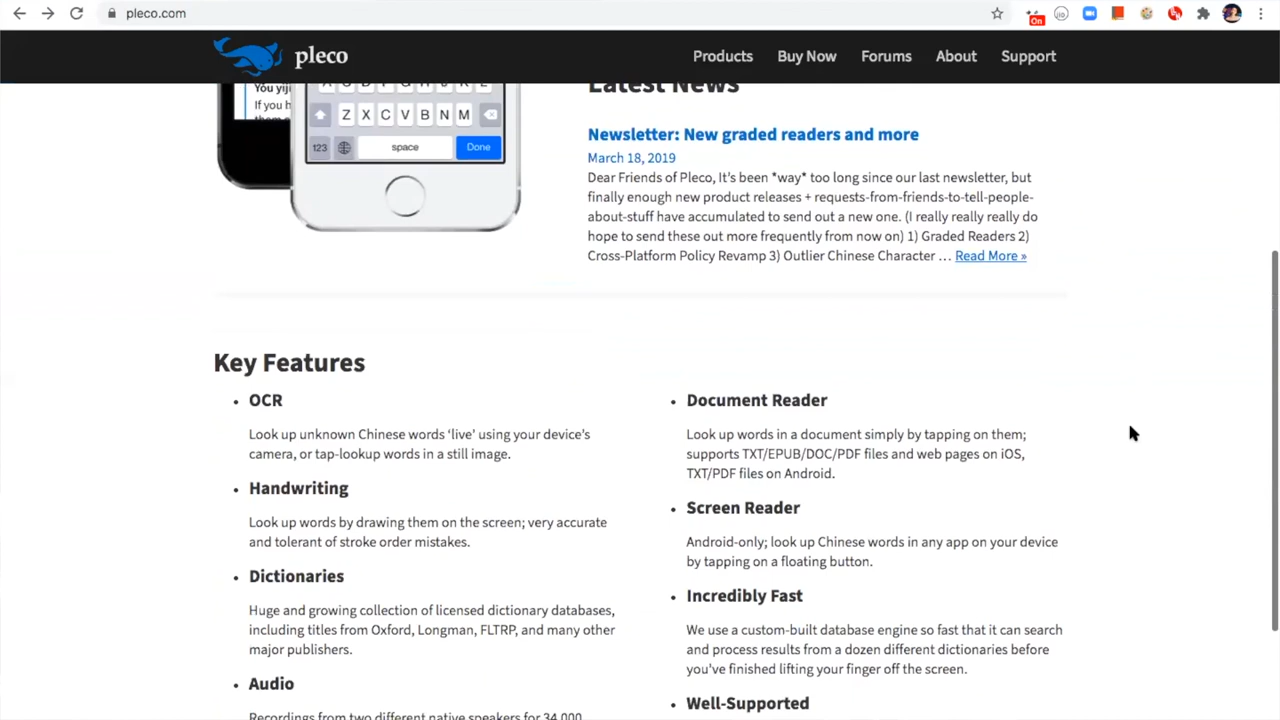 pleco.com
On
pleco
Products
Buy Now
Forums
About
Support
You yiji
If you h
Z X C V B N M
123
space
Done
Latest News
Newsletter: New graded readers and more
March 18, 2019
Dear Friends of Pleco, It's been *way* too long since our last newsletter, but
finally enough new product releases + requests-from-friends-to-tell-people-
about-stuff have accumulated to send out a new one. (I really really really do
hope to send these out more frequently from now on) 1) Graded Readers 2)
Cross-Platform Policy Revamp 3) Outlier Chinese Character … Read More »
Key Features
• OCR
Look up unknown Chinese words ‘live’ using your device's
camera, or tap-lookup words in a still image.
• Handwriting
Look up words by drawing them on the screen; very accurate
and tolerant of stroke order mistakes.
• Dictionaries
Huge and growing collection of licensed dictionary databases,
including titles from Oxford, Longman, FLTRP, and many other
major publishers.
• Audio
Recordings from two different native speakers for 34,000
• Document Reader
Look up words in a document simply by tapping on them;
supports TXT/EPUB/DOC/PDF files and web pages on iOS,
TXT/PDF files on Android.
• Screen Reader
Android-only; look up Chinese words in any app on your device
by tapping on a floating button.
• Incredibly Fast
We use a custom-built database engine so fast that it can search
and process results from a dozen different dictionaries before
you've finished lifting your finger off the screen.
• Well-Supported